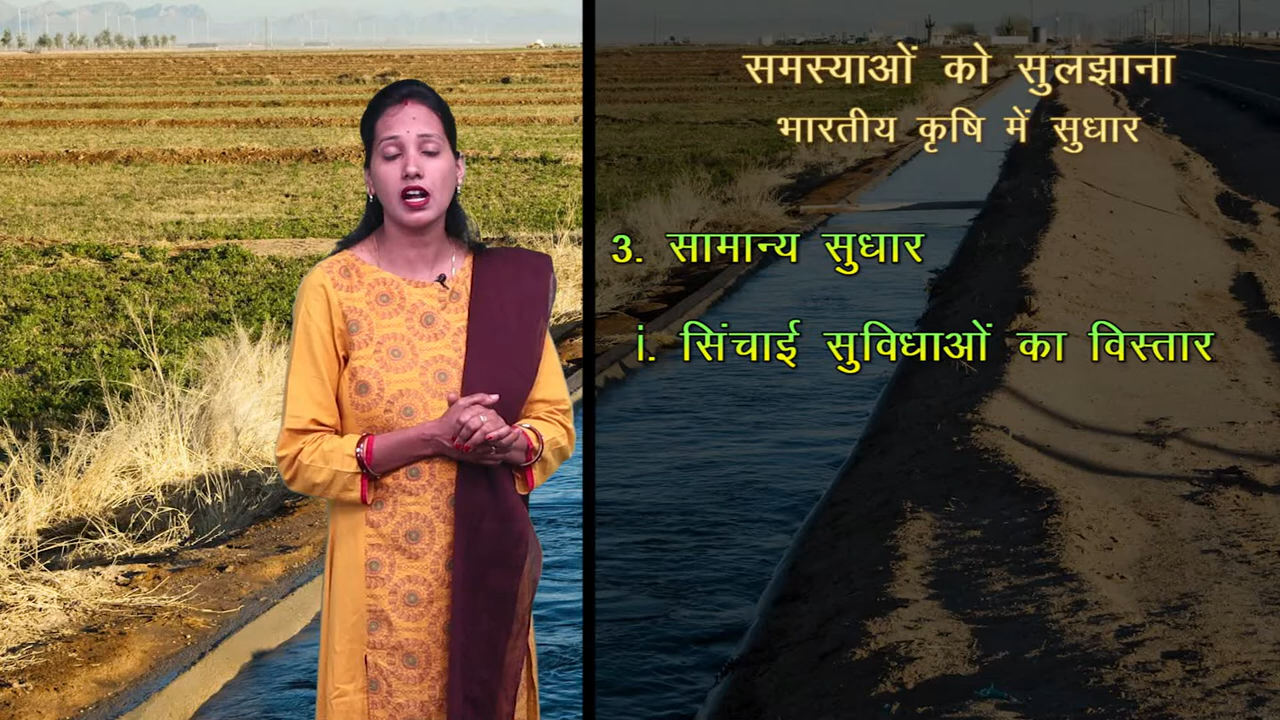 समस्याओं को सुलझाना
भारतीय कृषि में सुधार
3. सामान्य सुधार
i. सिंचाई सुविधाओं का विस्तार